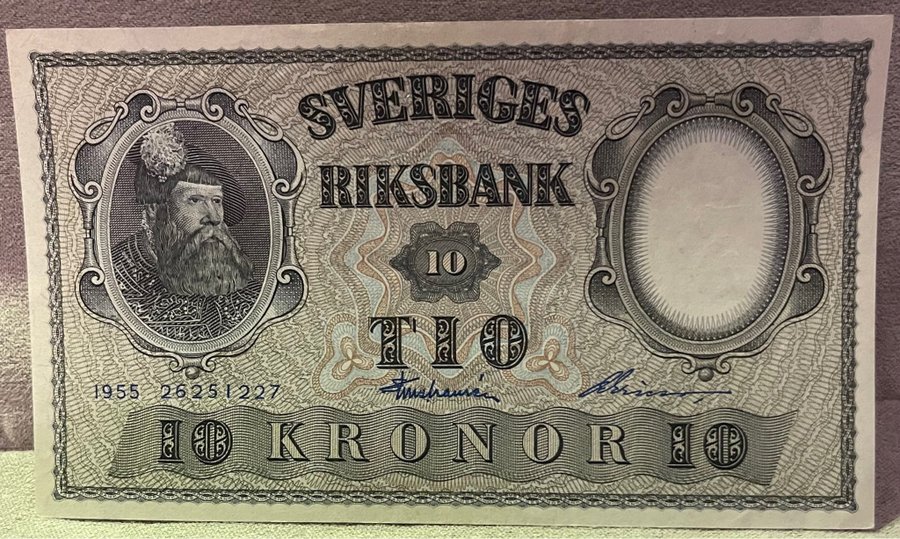 SVERIGES
RIKSBANK
10
TIO
1955 26251227
10 KRONOR 10